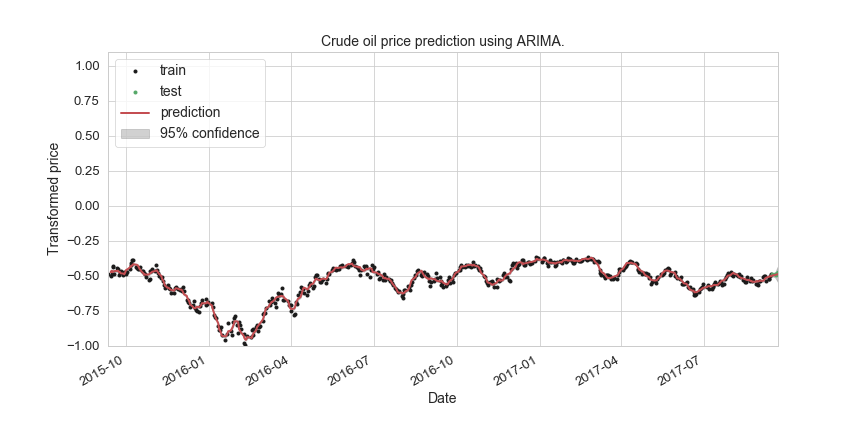 Crude oil price prediction using ARIMA.
1.00
0.75
0.50
0.25
0.00
−0.25
−0.50
−0.75
−1.00
Transformed price
train
test
prediction
95% confidence
2015-10
2016-01
2016-04
2016-07
2016-10
2017-01
2017-04
2017-07
Date